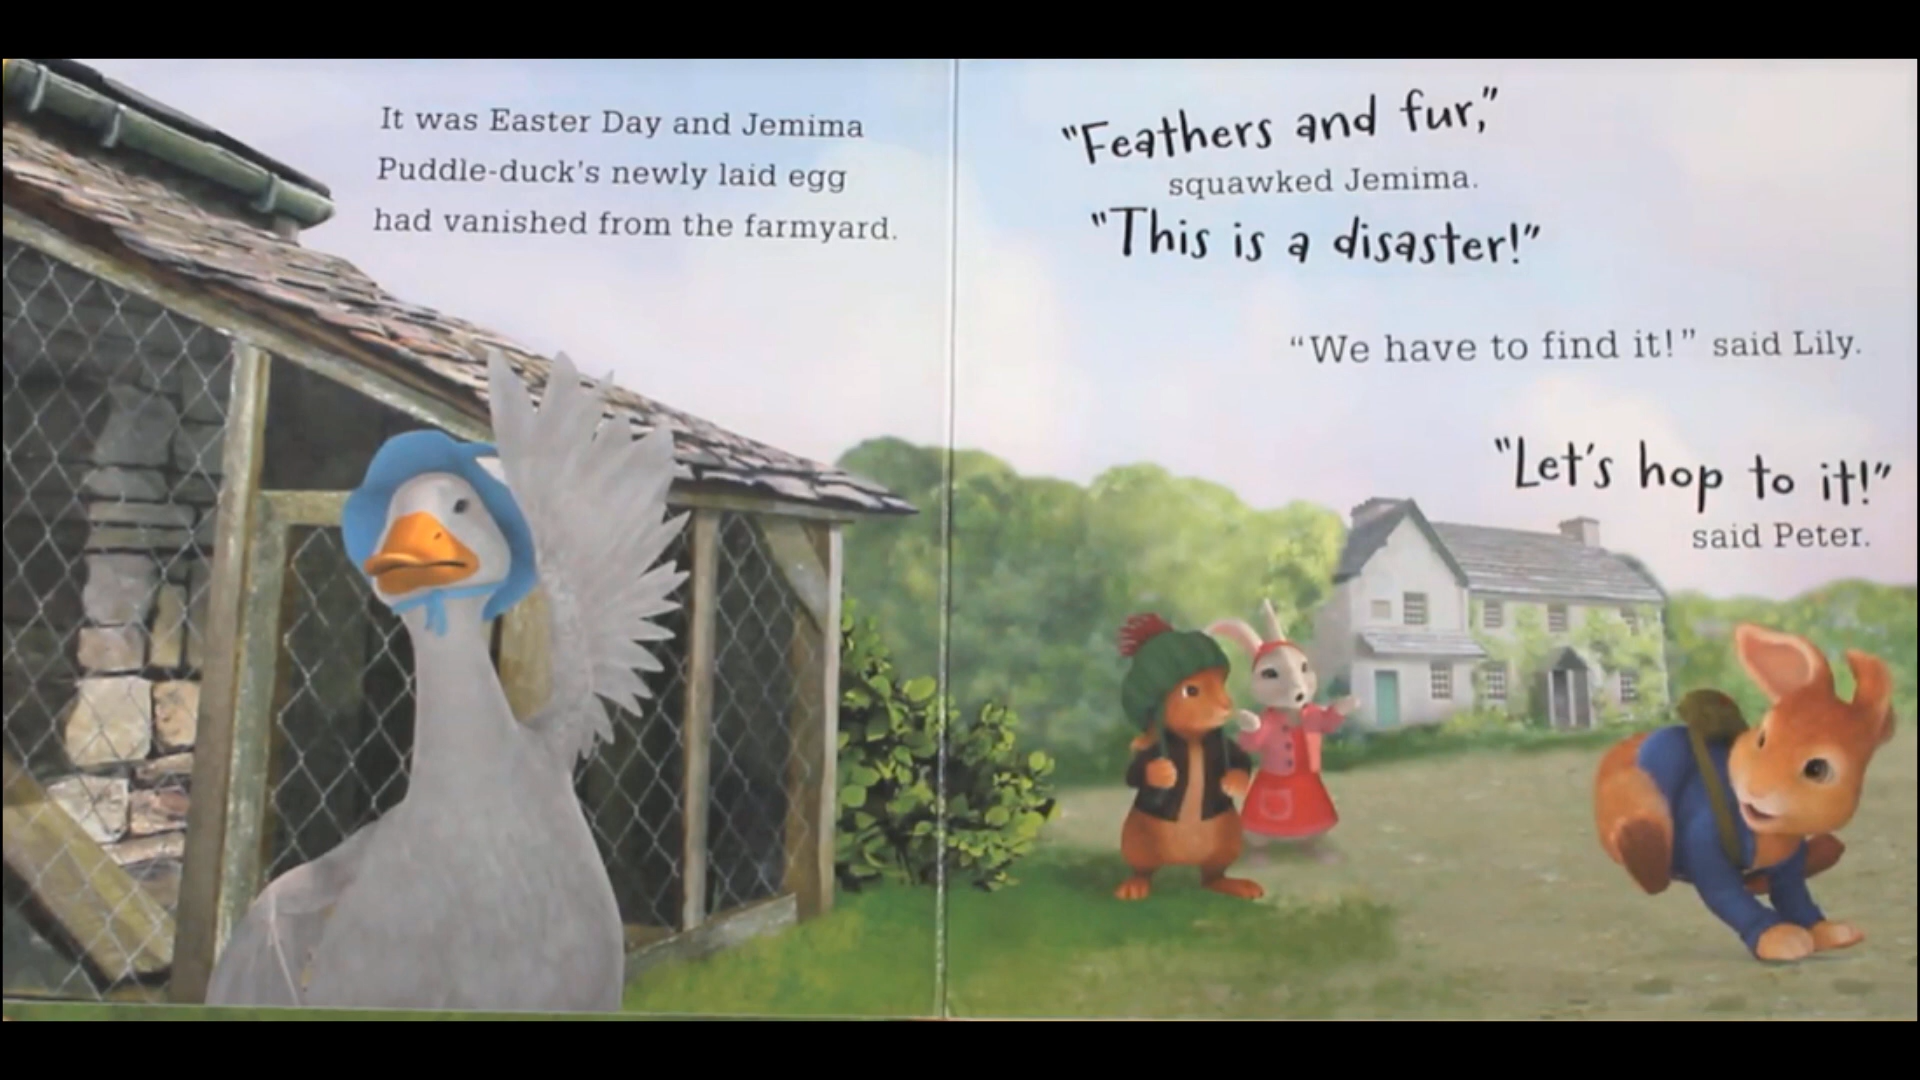 It was Easter Day and Jemima
Puddle-duck's newly laid egg
had vanished from the farmyard.
"Feathers and fur,"
squawked Jemima.
"This is a disaster!"
"We have to find it!" said Lily.
"Let's hop to it!"
said Peter.